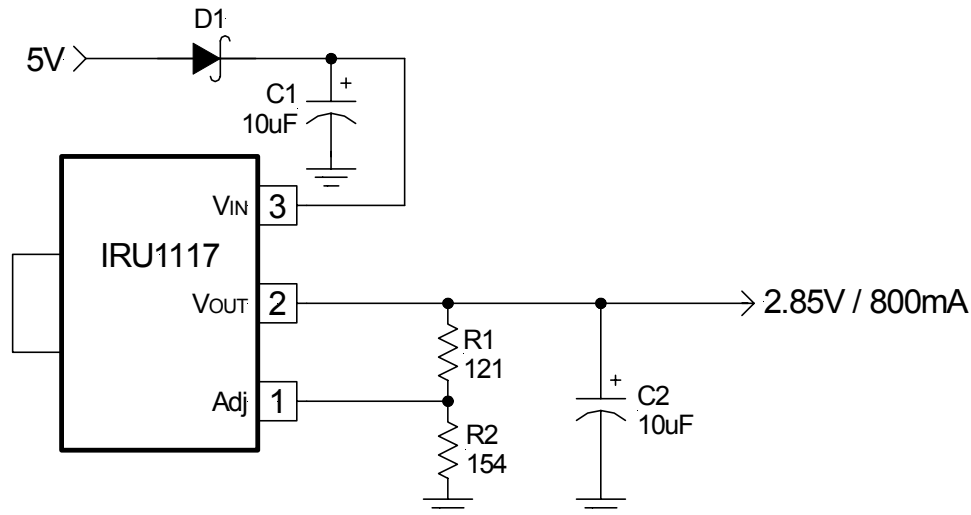 D1
5V
+
C1
10uF
VIN
3
IRU1117
VOUT
2
2.85V / 800mA
R1
121
+
C2
10uF
Adj
1
R2
154